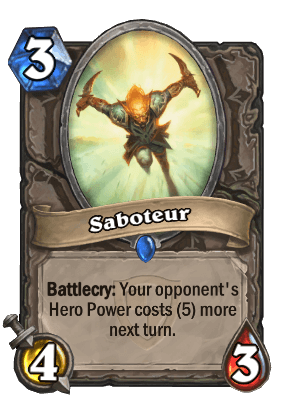 3
Saboteur
Battlecry: Your opponent's
Hero Power costs (5) more
next turn.
4
3